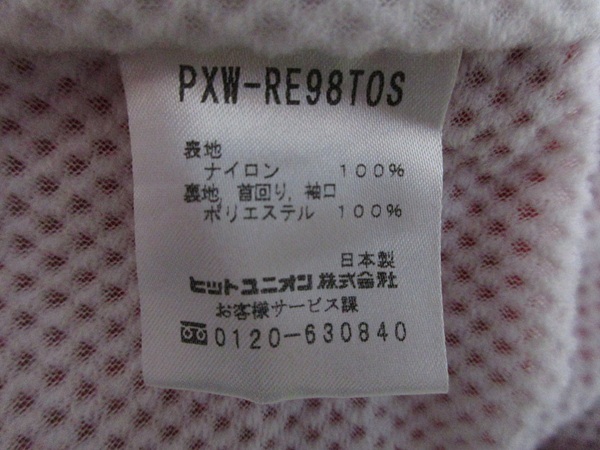 PXW-RE98TOS
表地
ナイロン 100%
裏地, 首回り, 袖口
ポリエステル 100%
日本製
ヒットユニオン株式会社
お客様サービス課
0120-630840